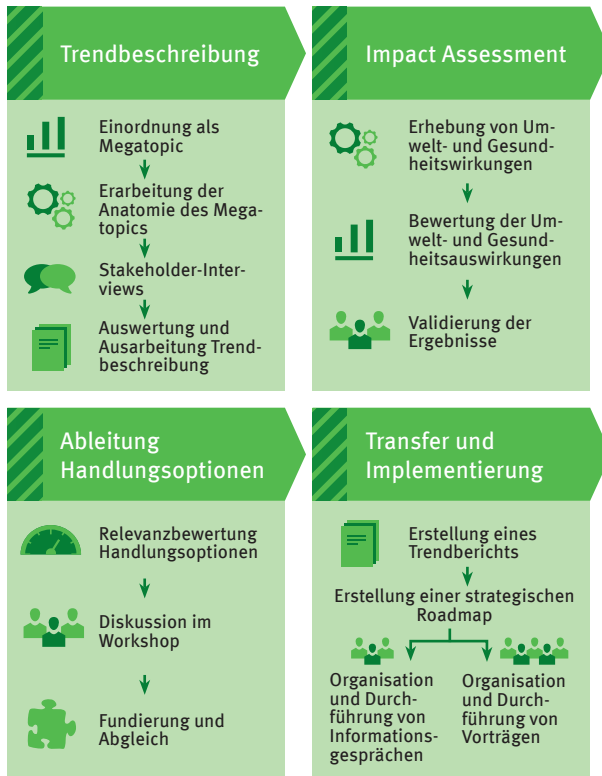 Trendbeschreibung
Einordnung als
Megatopic
Erarbeitung der
Anatomie des Mega-
topics
Stakeholder-Inter-
views
Auswertung und
Ausarbeitung Trend-
beschreibung
Impact Assessment
Erhebung von Um-
welt- und Gesund-
heitswirkungen
Bewertung der Um-
welt- und Gesund-
heitsauswirkungen
Validierung der
Ergebnisse
Ableitung
Handlungsoptionen
Relevanzbewertung
Handlungsoptionen
Diskussion im
Workshop
Fundierung und
Abgleich
Transfer und
Implementierung
Erstellung eines
Trendberichts
Erstellung einer strategischen
Roadmap
Organisation
und Durch-
führung von
Informations-
gesprächen
Organisation
und Durch-
führung von
Vorträgen